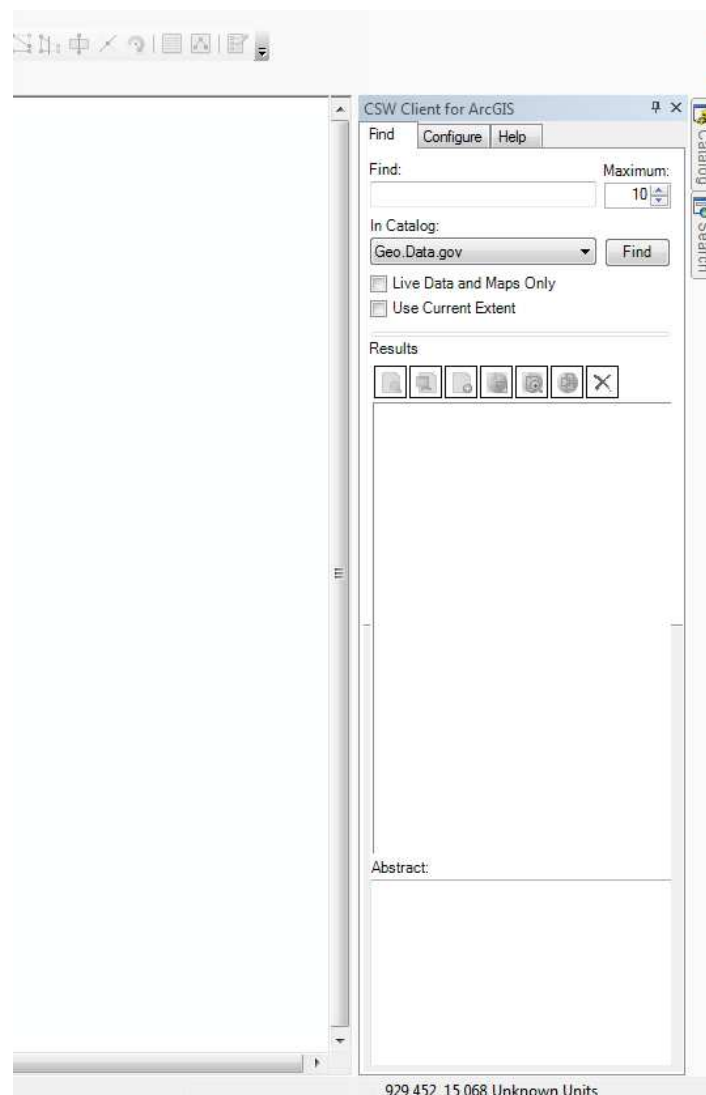 CSW Client for ArcGIS
Find Configure Help
Find: Maximum:
10
In Catalog:
Geo.Data.gov Find
Live Data and Maps Only
Use Current Extent
Results
Abstract:
929.452 15.068 Unknown Units
Catalog
Search